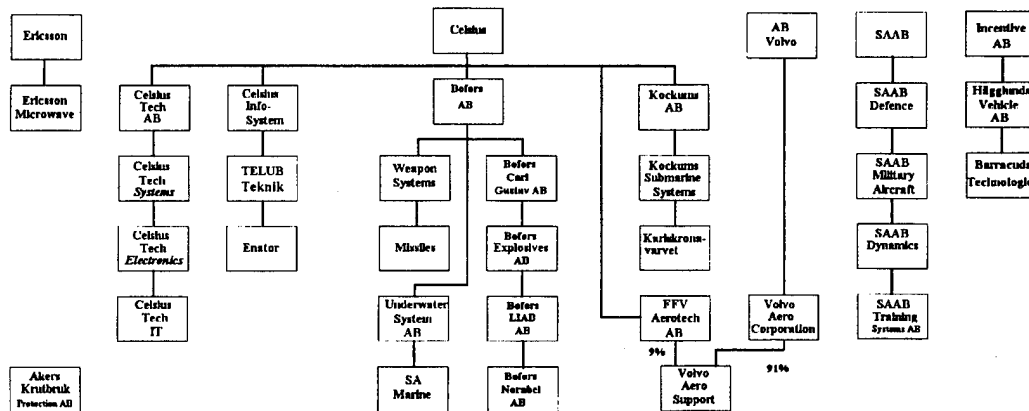 Ericsson
Ericsson
Microwave
Celsius
Celsius
Tech
AB
Celsius
Tech
Systems
Celsius
Tech
Electronics
Celsius
Tech
IT
Celsius
Info-
System
TELUB
Teknik
Enator
Bofors
AB
Weapon
Systems
Missiles
Underwater
System
AB
SA
Marine
Bofors
Carl
Gustav AB
Bofors
Explosives
AB
Bofors
LIAB
AB
Bofors
Norabel
AB
Kockums
AB
Kockums
Submarine
Systems
Karlskrona-
varvet
FFV
Aerotech
AB
9%
AB
Volvo
Volvo
Aero
Corporation
91%
Volvo
Aero
Support
SAAB
SAAB
Defence
SAAB
Military
Aircraft
SAAB
Dynamics
SAAB
Training
Systems AB
Incentive
AB
Hägglunds
Vehicle
AB
Barracuda
Technologie
Akers
Krutbruk
Protection AB